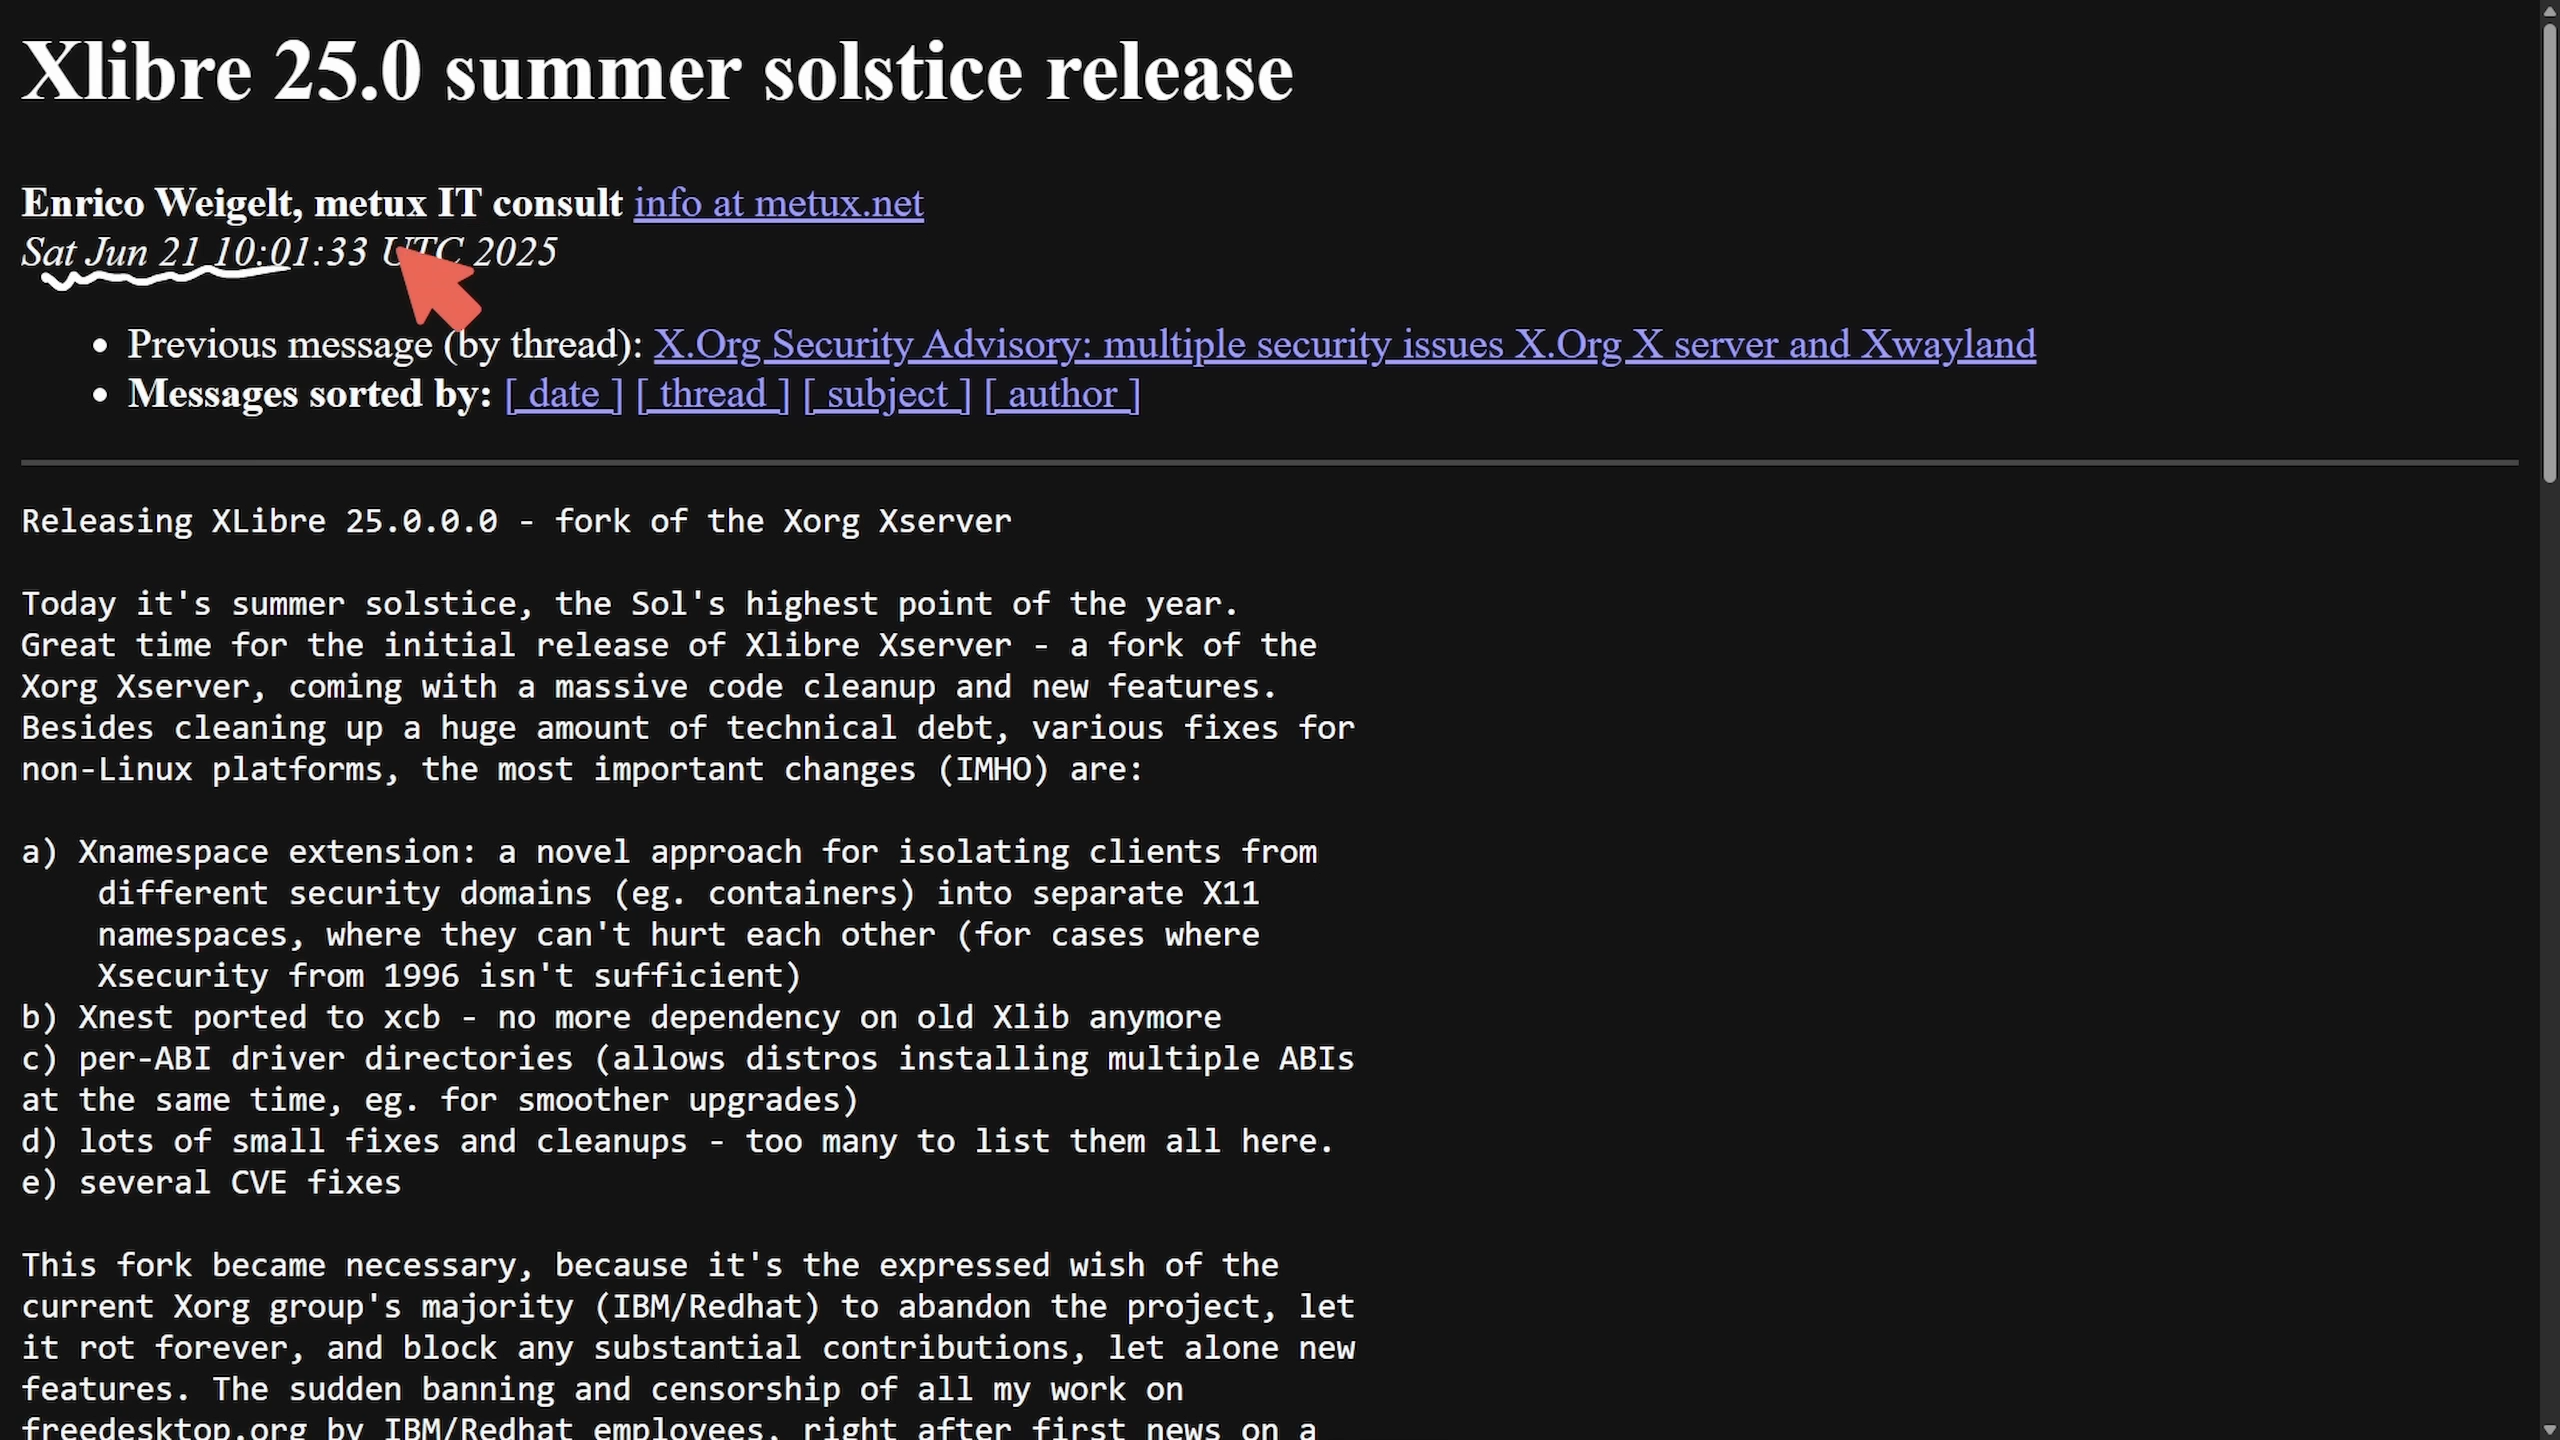 Xlibre 25.0 summer solstice release
Enrico Weigelt, metux IT consult info at metux.net
Sat Jun 21 10:01:33 UTC 2025
• Previous message (by thread): X.Org Security Advisory: multiple security issues X.Org X server and Xwayland
• Messages sorted by: [ date ] [ thread ] [ subject ] [ author ]
Releasing XLibre 25.0.0.0 - fork of the Xorg Xserver
Today it's summer solstice, the Sol's highest point of the year.
Great time for the initial release of Xlibre Xserver - a fork of the
Xorg Xserver, coming with a massive code cleanup and new features.
Besides cleaning up a huge amount of technical debt, various fixes for
non-Linux platforms, the most important changes (IMHO) are:
a) Xnamespace extension: a novel approach for isolating clients from
different security domains (eg. containers) into separate X11
namespaces, where they can't hurt each other (for cases where
Xsecurity from 1996 isn't sufficient)
b) Xnest ported to xcb - no more dependency on old Xlib anymore
c) per-ABI driver directories (allows distros installing multiple ABIs
at the same time, eg. for smoother upgrades)
d) lots of small fixes and cleanups - too many to list them all here.
e) several CVE fixes
This fork became necessary, because it's the expressed wish of the
current Xorg group's majority (IBM/Redhat) to abandon the project, let
it rot forever, and block any substantial contributions, let alone new
features. The sudden banning and censorship of all my work on
freedesktop.org by IBM/Redhat employees, right after first news on a